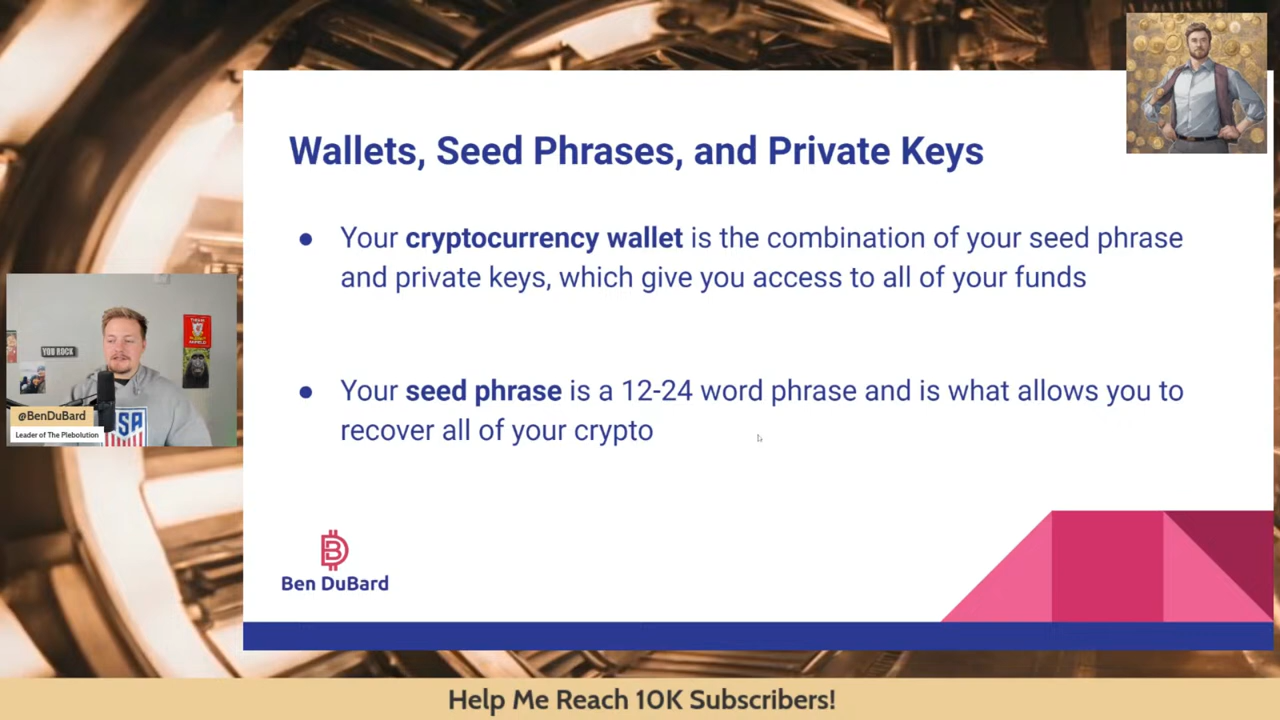 Wallets, Seed Phrases, and Private Keys
● Your cryptocurrency wallet is the combination of your seed phrase
and private keys, which give you access to all of your funds
● Your seed phrase is a 12-24 word phrase and is what allows you to
recover all of your crypto
YOU ROCK
SA
@BenDuBard
Leader of The Plebolution
Ben DuBard
Help Me Reach 10K Subscribers!